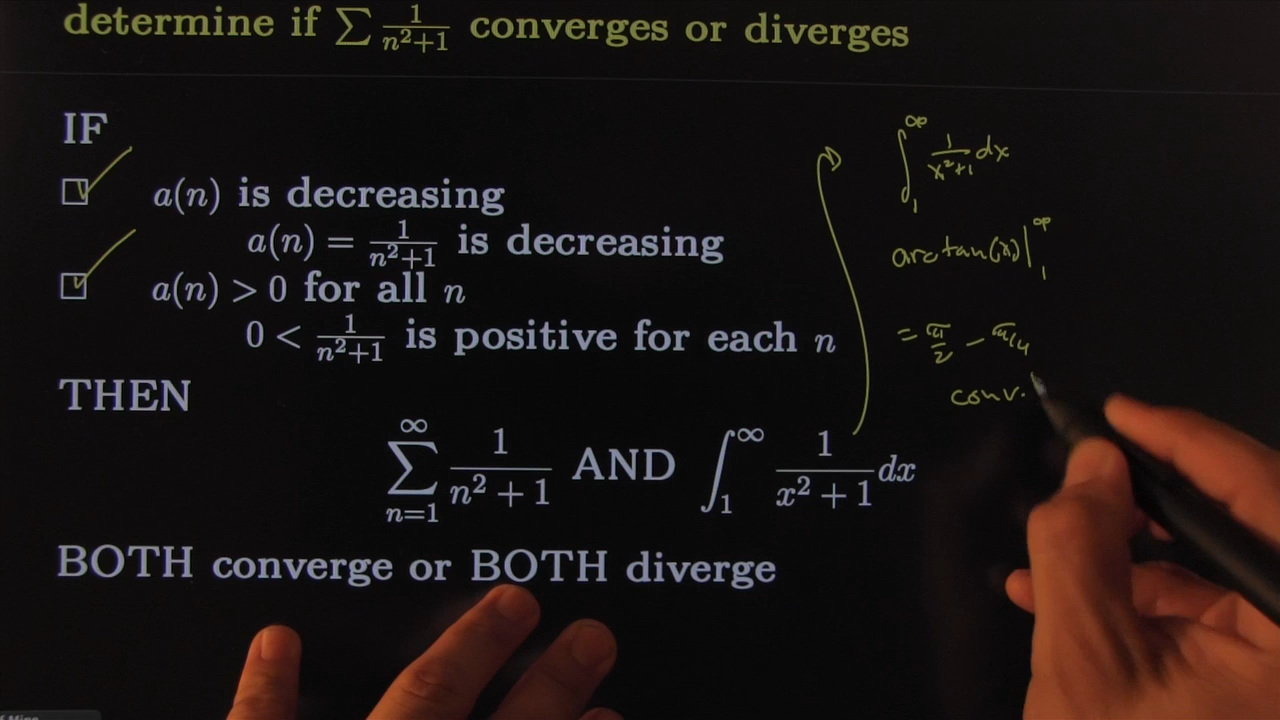 determine if ∑ 1/(n²+1) converges or diverges
IF
☐ a(n) is decreasing
a(n) = 1/(n²+1) is decreasing
☐ a(n) > 0 for all n
0 < 1/(n²+1) is positive for each n
THEN
∑_{n=1}^{∞} 1/(n²+1) AND ∫_1^∞ 1/(x²+1) dx
BOTH converge or BOTH diverge
∫_1^∞ 1/(x²+1) dx
arctan(x)|_1^∞
= π/2 − π/4
conv.